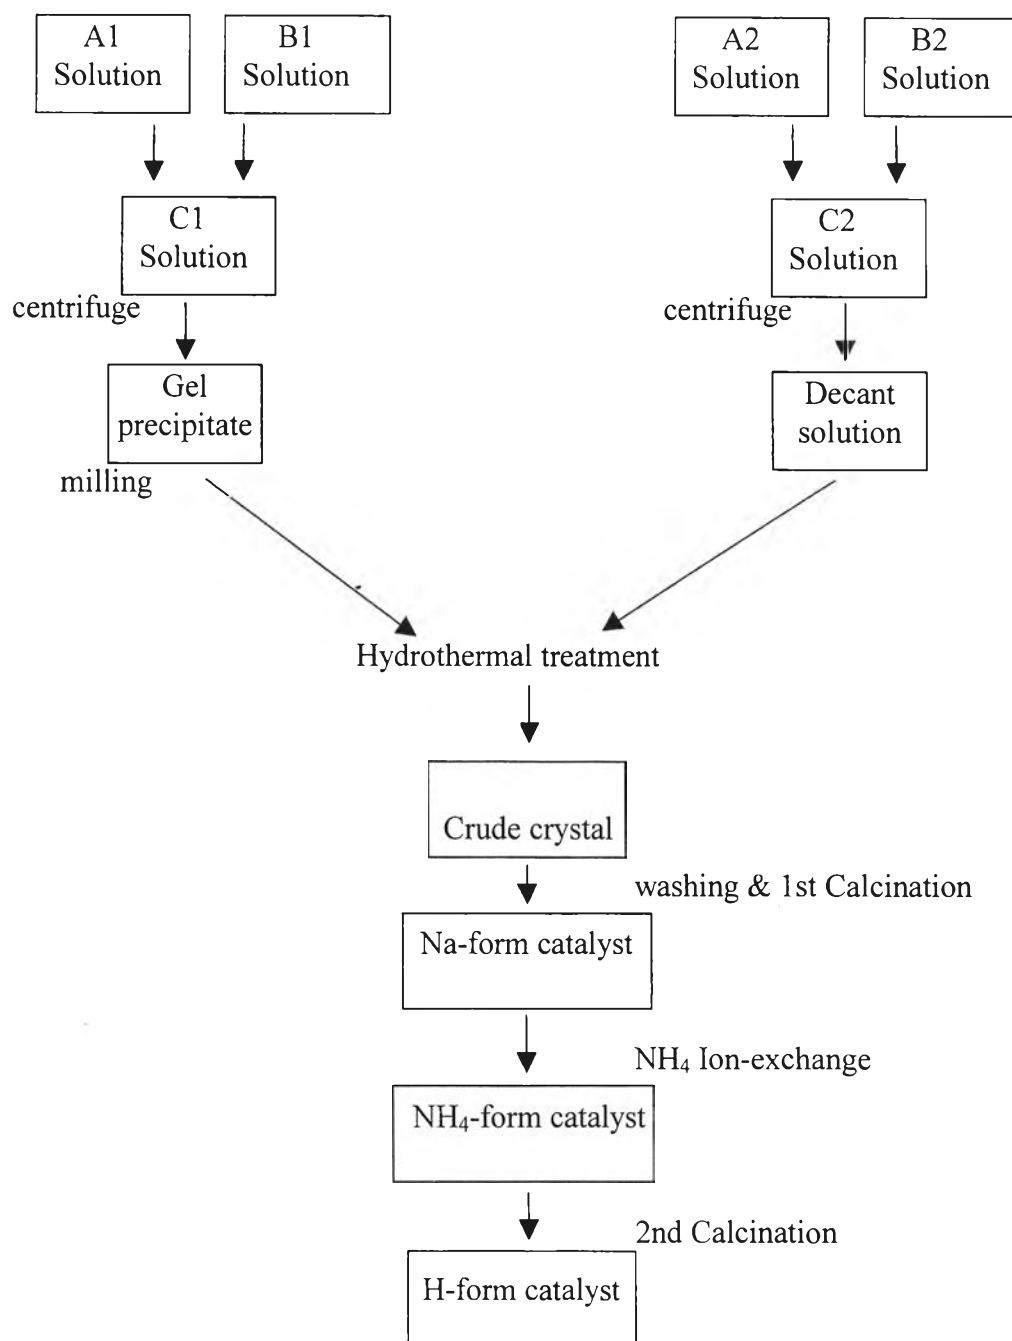 A1
Solution
B1
Solution
A2
Solution
B2
Solution
C1
Solution
C2
Solution
centrifuge
centrifuge
Gel
precipitate
Decant
solution
milling
Hydrothermal treatment
Crude crystal
washing & 1st Calcination
Na-form catalyst
NH₄ Ion-exchange
NH₄-form catalyst
2nd Calcination
H-form catalyst